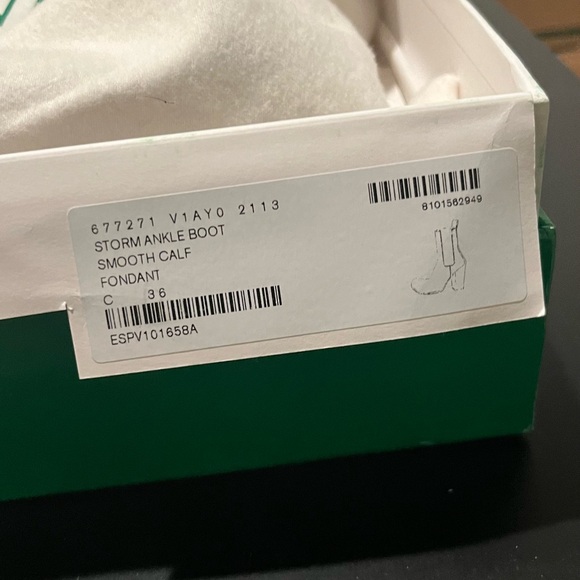 677271 V1AY0 2113
STORM ANKLE BOOT
SMOOTH CALF
FONDANT
C 36
ESPV101658A
8101562949